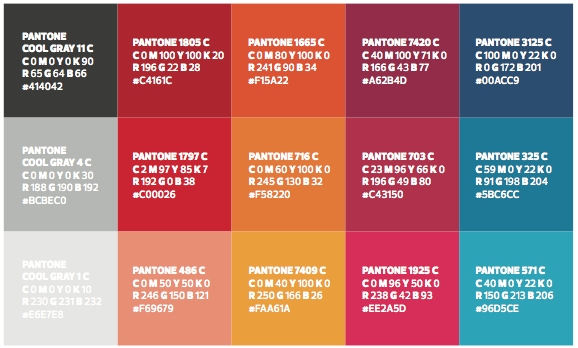 PANTONE
COOL GRAY 11 C
C 0 M 0 Y 0 K 90
R 65 G 64 B 66
#414042
PANTONE 1805 C
C 0 M 100 Y 100 K 20
R 196 G 22 B 28
#C4161C
PANTONE 1665 C
C 0 M 80 Y 100 K 0
R 241 G 90 B 34
#F15A22
PANTONE 7420 C
C 40 M 100 Y 71 K 0
R 166 G 43 B 77
#A62B4D
PANTONE 3125 C
C 100 M 0 Y 22 K 0
R 0 G 172 B 201
#00ACC9
PANTONE
COOL GRAY 4 C
C 0 M 0 Y 0 K 30
R 188 G 190 B 192
#BCBEC0
PANTONE 1797 C
C 2 M 97 Y 85 K 7
R 192 G 0 B 38
#C00026
PANTONE 716 C
C 0 M 60 Y 100 K 0
R 245 G 130 B 32
#F58220
PANTONE 703 C
C 23 M 96 Y 66 K 0
R 196 G 49 B 80
#C43150
PANTONE 325 C
C 59 M 0 Y 22 K 0
R 91 G 198 B 204
#5BC6CC
PANTONE
COOL GRAY 1 C
C 0 M 0 Y 0 K 10
R 230 G 231 B 232
#E6E7E8
PANTONE 486 C
C 0 M 50 Y 50 K 0
R 246 G 150 B 121
#F69679
PANTONE 7409 C
C 0 M 40 Y 100 K 0
R 250 G 166 B 26
#FAA61A
PANTONE 1925 C
C 0 M 96 Y 50 K 0
R 238 G 42 B 93
#EE2A5D
PANTONE 571 C
C 40 M 0 Y 22 K 0
R 150 G 213 B 206
#96D5CE